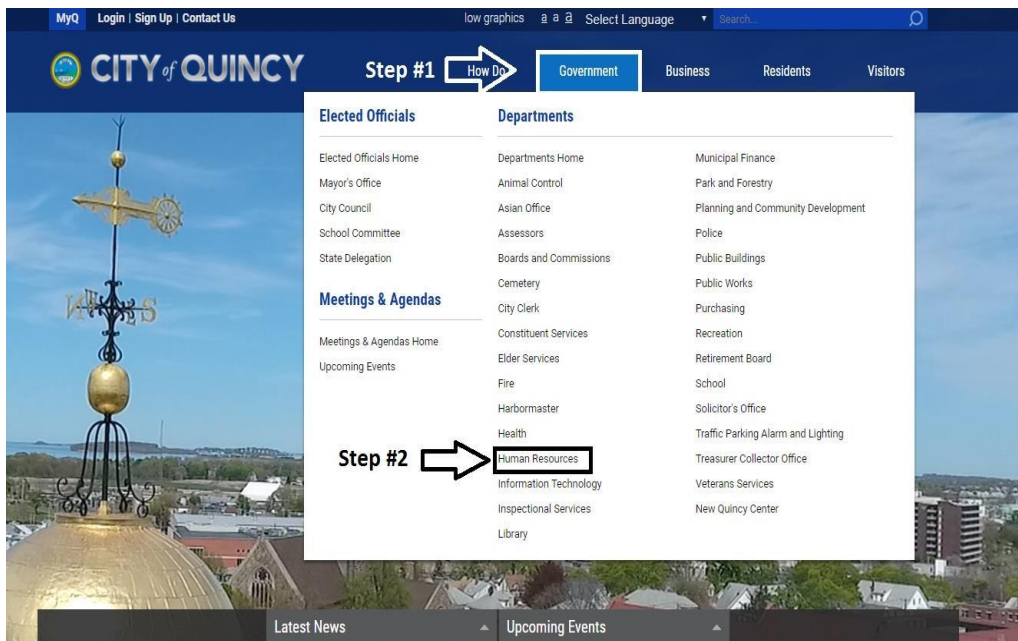 MyQ Login | Sign Up | Contact Us low graphics a a a Select Language Search...
CITY of QUINCY
Step #1 How Do Government Business Residents Visitors
Elected Officials
Elected Officials Home
Mayor's Office
City Council
School Committee
State Delegation
Meetings & Agendas
Meetings & Agendas Home
Upcoming Events
Departments
Departments Home
Animal Control
Asian Office
Assessors
Boards and Commissions
Cemetery
City Clerk
Constituent Services
Elder Services
Fire
Harbormaster
Health
Step #2 Human Resources
Information Technology
Inspectional Services
Library
Municipal Finance
Park and Forestry
Planning and Community Development
Police
Public Buildings
Public Works
Purchasing
Recreation
Retirement Board
School
Solicitor's Office
Traffic Parking Alarm and Lighting
Treasurer Collector Office
Veterans Services
New Quincy Center
Latest News Upcoming Events